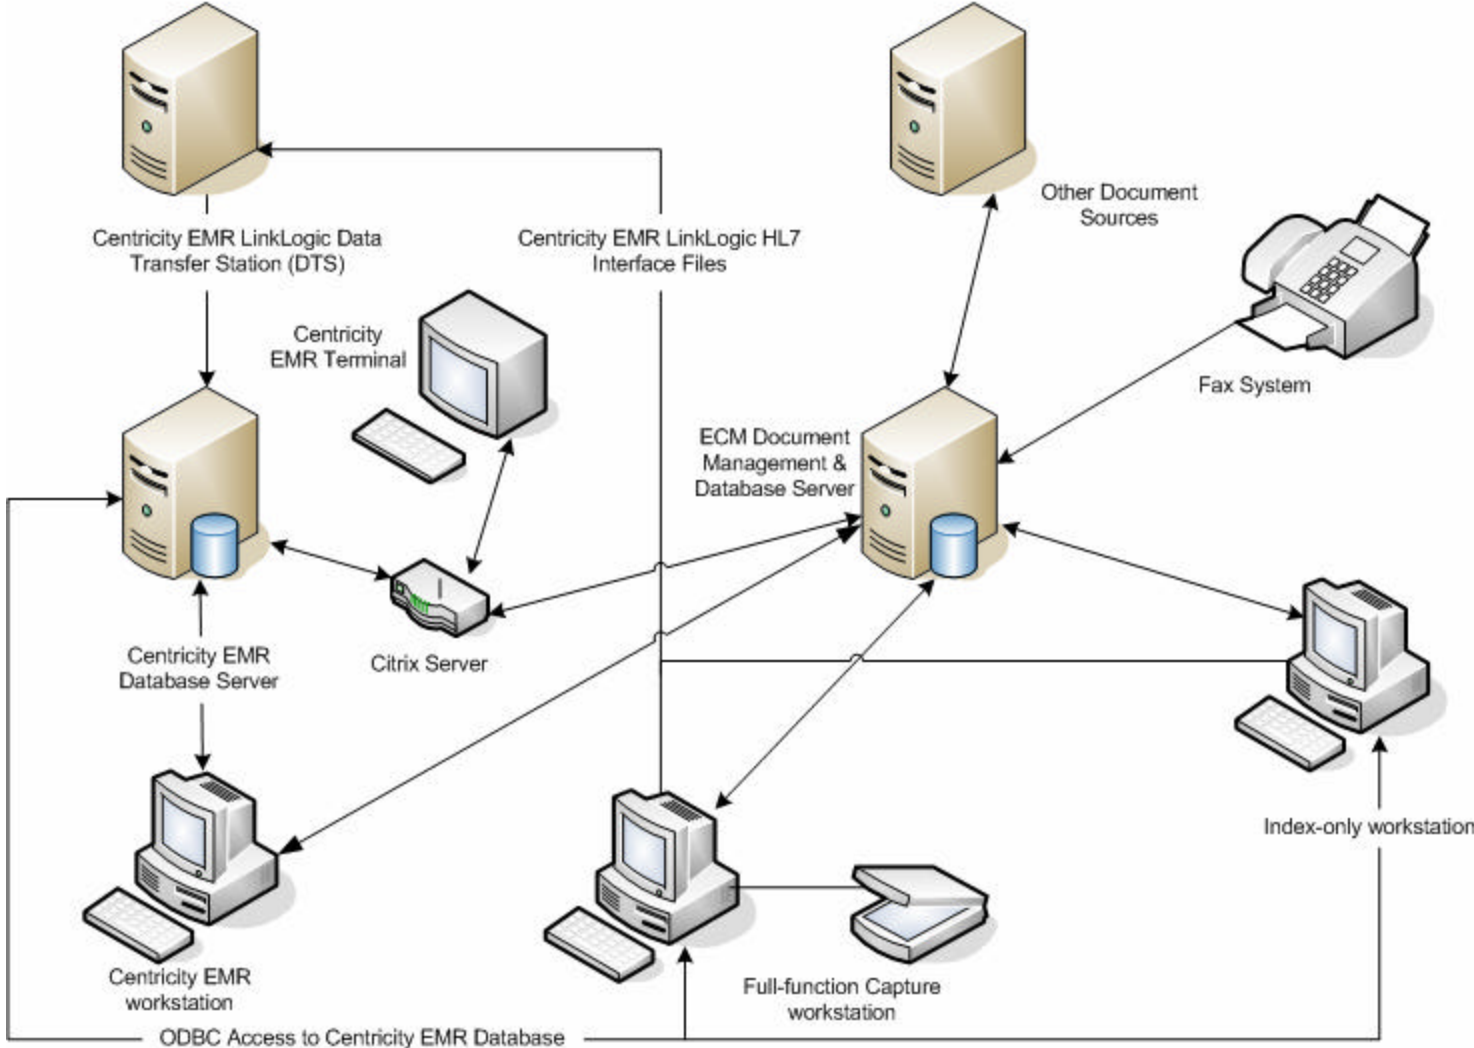 Other Document
Sources
Centricity EMR LinkLogic Data
Transfer Station (DTS)
Centricity EMR LinkLogic HL7
Interface Files
Centricity
EMR Terminal
Fax System
ECM Document
Management &
Database Server
Centricity EMR
Database Server
Citrix Server
Index-only workstation
Centricity EMR
workstation
Full-function Capture
workstation
ODBC Access to Centricity EMR Database